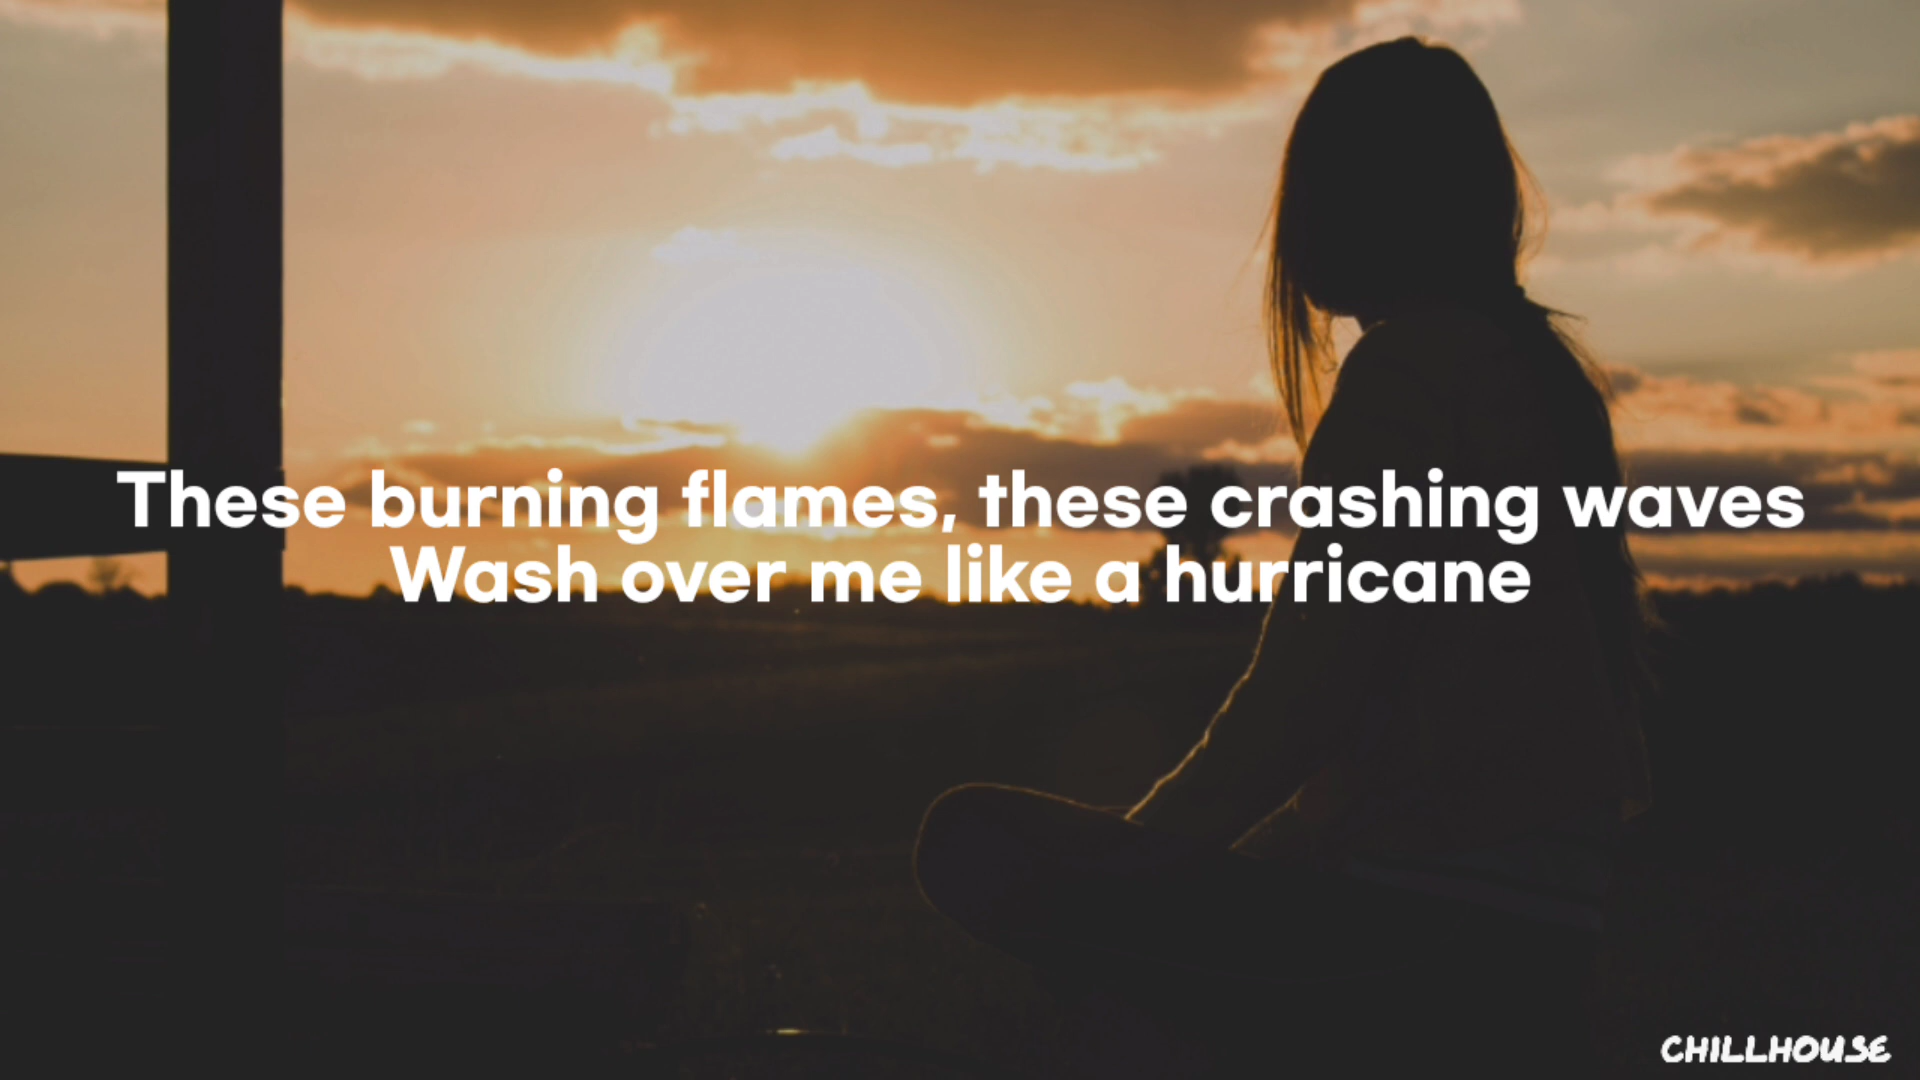 These burning flames, these crashing waves
Wash over me like a hurricane
CHILLHOUSE